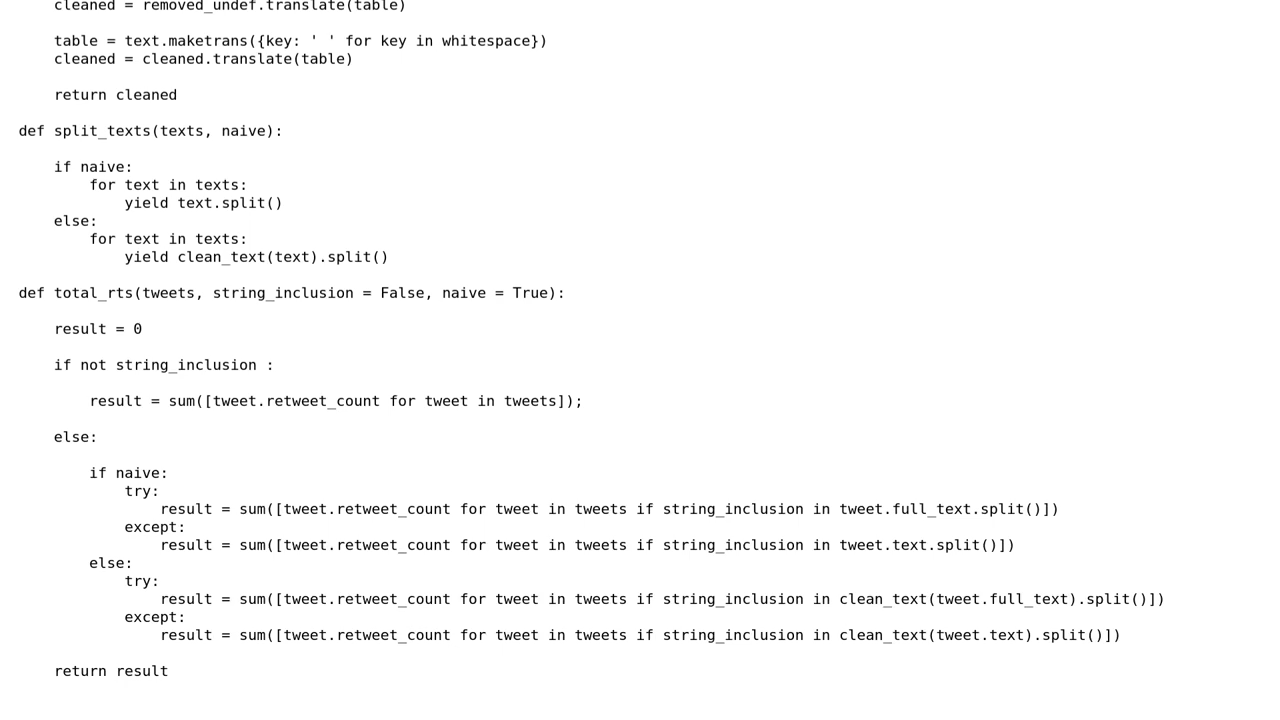 cleaned = removed_undef.translate(table)
table = text.maketrans({key: ' ' for key in whitespace})
cleaned = cleaned.translate(table)
return cleaned
def split_texts(texts, naive):
if naive:
for text in texts:
yield text.split()
else:
for text in texts:
yield clean_text(text).split()
def total_rts(tweets, string_inclusion = False, naive = True):
result = 0
if not string_inclusion :
result = sum([tweet.retweet_count for tweet in tweets]);
else:
if naive:
try:
result = sum([tweet.retweet_count for tweet in tweets if string_inclusion in tweet.full_text.split()])
except:
result = sum([tweet.retweet_count for tweet in tweets if string_inclusion in tweet.text.split()])
else:
try:
result = sum([tweet.retweet_count for tweet in tweets if string_inclusion in clean_text(tweet.full_text).split()])
except:
result = sum([tweet.retweet_count for tweet in tweets if string_inclusion in clean_text(tweet.text).split()])
return result